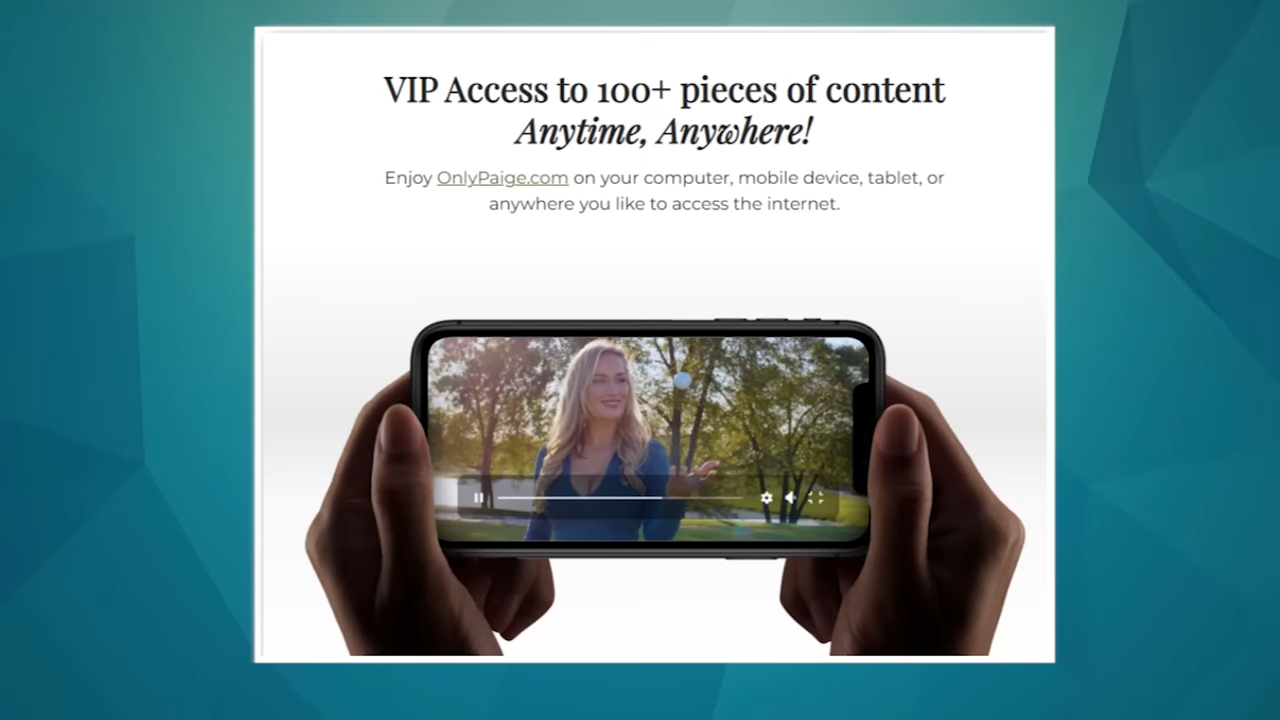 VIP Access to 100+ pieces of content
Anytime, Anywhere!
Enjoy OnlyPaige.com on your computer, mobile device, tablet, or
anywhere you like to access the internet.